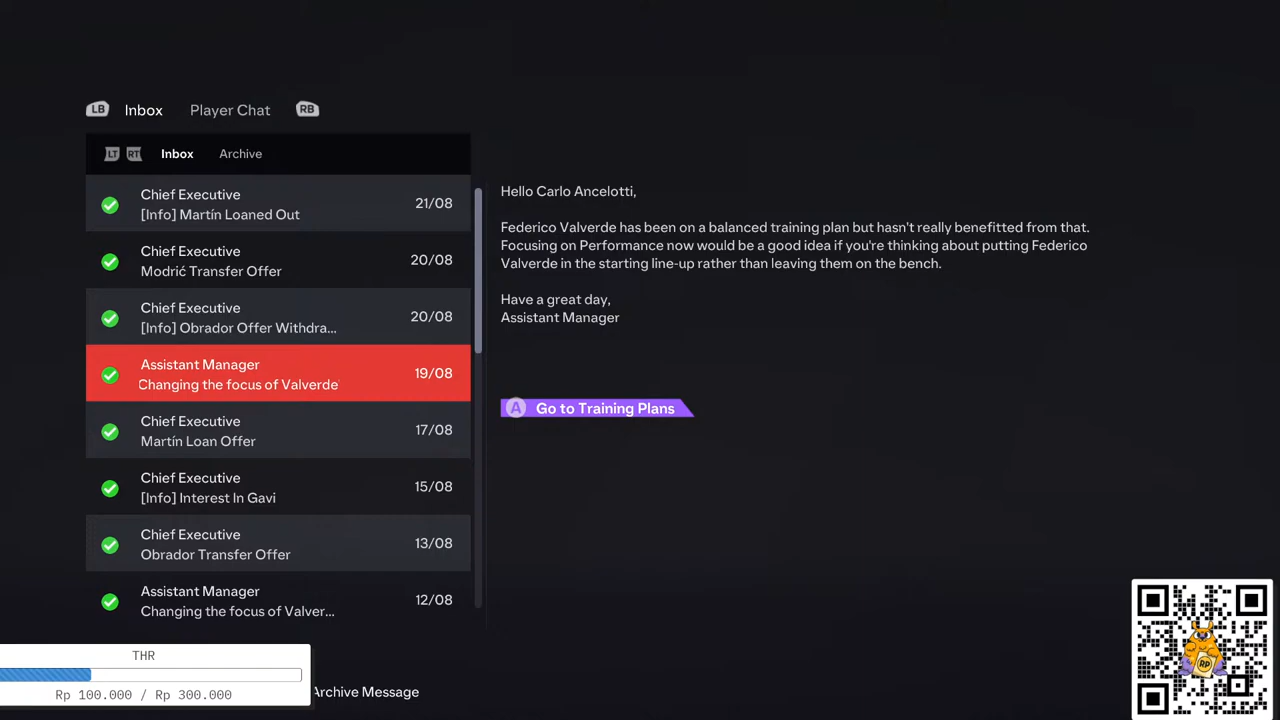 LB Inbox Player Chat RB
LT RT Inbox Archive
Chief Executive
[Info] Martín Loaned Out
21/08
Chief Executive
Modrić Transfer Offer
20/08
Chief Executive
[Info] Obrador Offer Withdra...
20/08
Assistant Manager
Changing the focus of Valverde
19/08
Chief Executive
Martín Loan Offer
17/08
Chief Executive
[Info] Interest In Gavi
15/08
Chief Executive
Obrador Transfer Offer
13/08
Assistant Manager
Changing the focus of Valver...
12/08
Hello Carlo Ancelotti,
Federico Valverde has been on a balanced training plan but hasn't really benefitted from that.
Focusing on Performance now would be a good idea if you're thinking about putting Federico
Valverde in the starting line-up rather than leaving them on the bench.
Have a great day,
Assistant Manager
A Go to Training Plans
THR
Rp 100.000 / Rp 300.000
Archive Message
RP